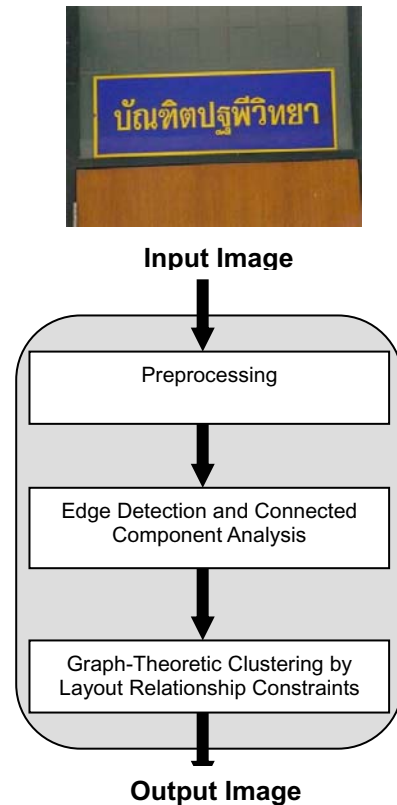 บัณฑิตปฐพีวิทยา
Input Image
Preprocessing
Edge Detection and Connected
Component Analysis
Graph-Theoretic Clustering by
Layout Relationship Constraints
Output Image